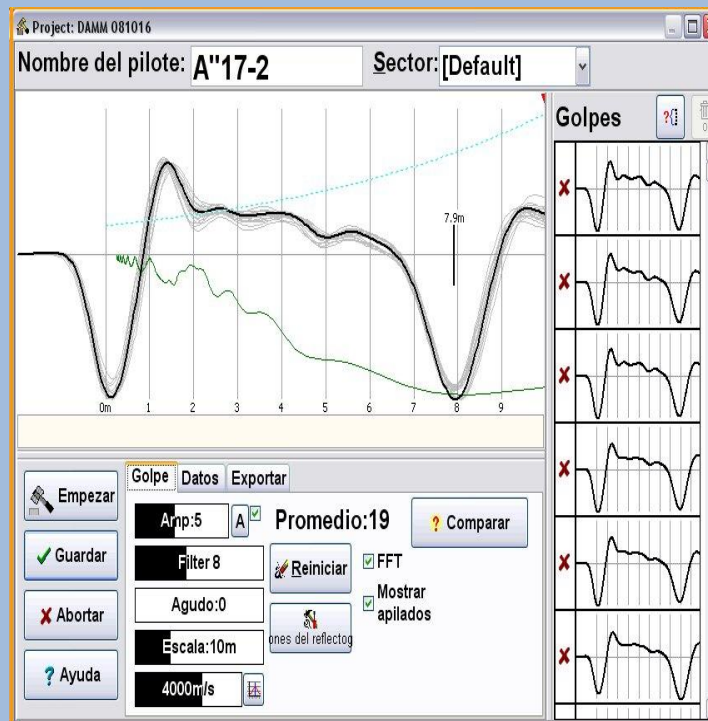 Project: DAMM 081016
Nombre del pilote: A"17-2 Sector: [Default]
Golpes ?
7.9m
0m 1 2 3 4 5 6 7 8 9
Empezar
Guardar
Abortar
Ayuda
Golpe Datos Exportar
Amp:5 A
Filter 8
Agudo:0
Escala:10m
4000m/s
Promedio:19
Reiniciar
ones del reflectog
? Comparar
FFT
Mostrar
apilados